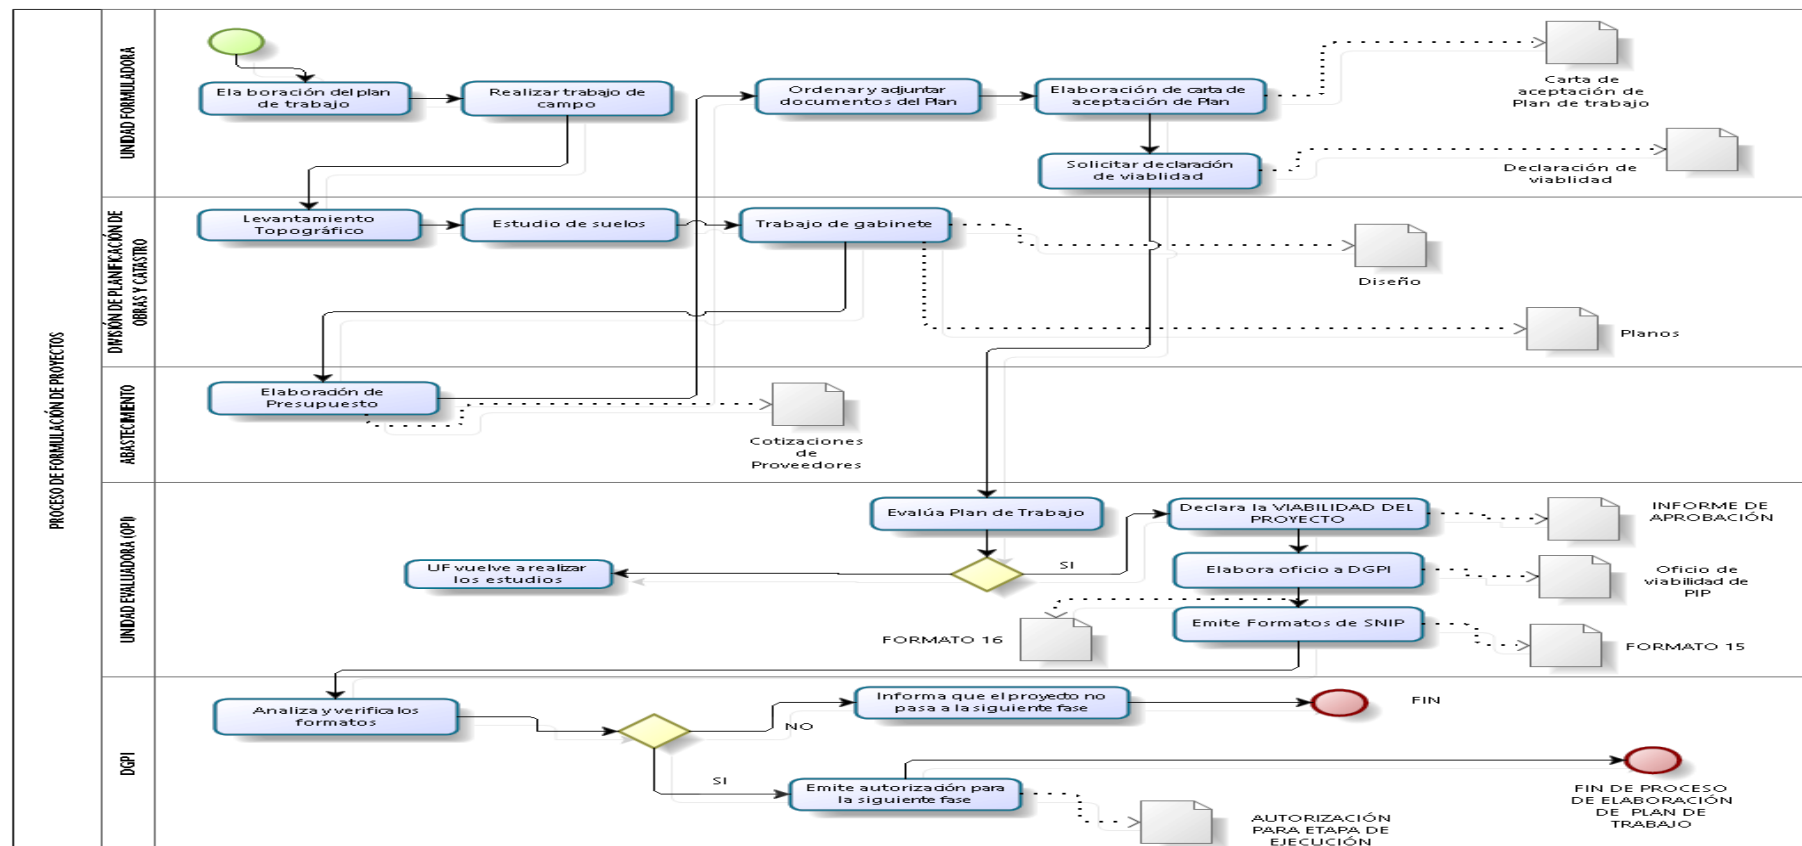 PROCESO DE FORMULACIÓN DE PROYECTOS
UNIDAD FORMULADORA
Ela boración del plan
de trabajo
Realizar trabajo de
campo
Ordenar y adjuntar
documentos del Plan
Elaboración de carta de
aceptación de Plan
Carta de
aceptación de
Plan de trabajo
Solicitar declaración
de viablidad
Declaración de
viablidad
DIVISIÓN DE PLANIFICACIÓN DE
OBRAS Y CATASTRO
Levantamiento
Topográfico
Estudio de suelos
Trabajo de gabinete
Diseño
Planos
ABASTECIMIENTO
Elaboración de
Presupuesto
Cotizaciones
de
Proveedores
UNIDAD EVALUADORA (OPI)
Evalúa Plan de Trabajo
SI
Declara la VIABILIDAD DEL
PROYECTO
INFORME DE
APROBACIÓN
UF vuelve a realizar
los estudios
Elabora oficio a DGPI
Oficio de
viabilidad de
PIP
FORMATO 16
Emite Formatos de SNIP
FORMATO 15
DGPI
Analiza y verifica los
formatos
NO
Informa que el proyecto no
pasa a la siguiente fase
FIN
SI
Emite autorización para
la siguiente fase
AUTORIZACIÓN
PARA ETAPA DE
EJECUCIÓN
FIN DE PROCESO
DE ELABORACIÓN
DE PLAN DE
TRABAJO